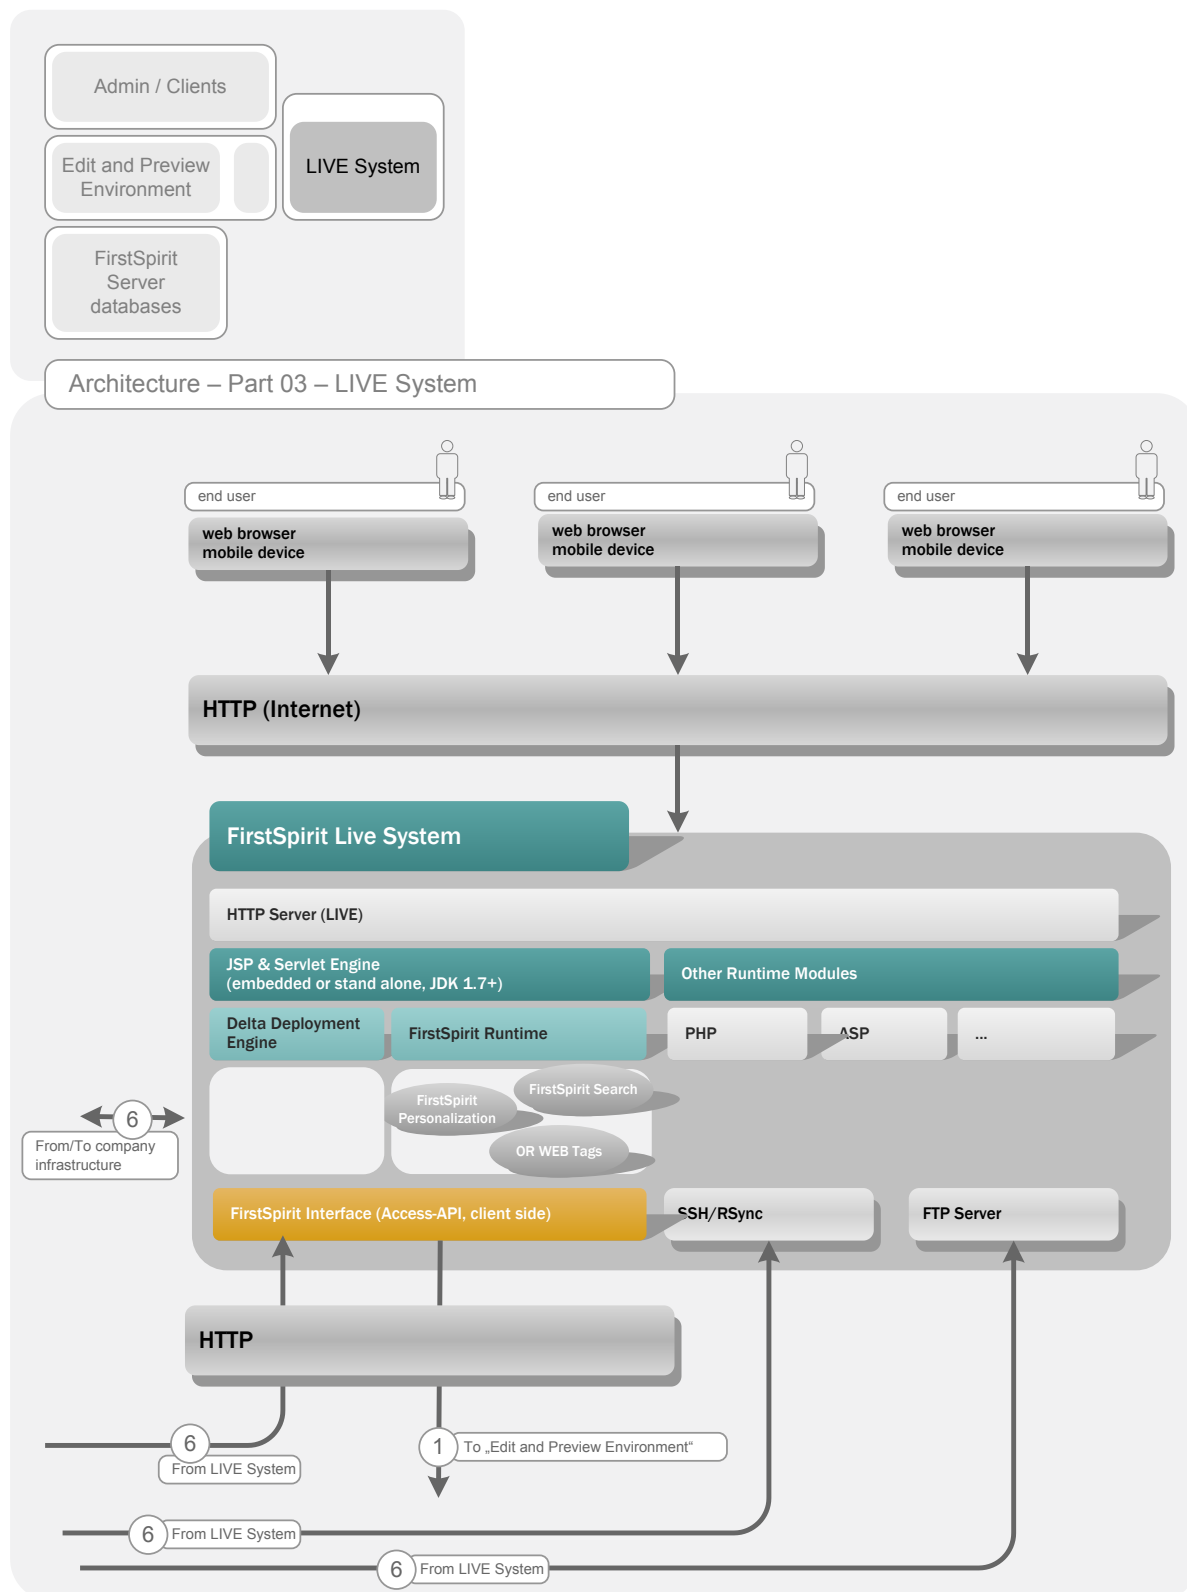 Admin / Clients
Edit and Preview
Environment
LIVE System
FirstSpirit
Server
databases
Architecture – Part 03 – LIVE System
end user
end user
end user
web browser
mobile device
web browser
mobile device
web browser
mobile device
HTTP (Internet)
FirstSpirit Live System
HTTP Server (LIVE)
JSP & Servlet Engine
(embedded or stand alone, JDK 1.7+)
Other Runtime Modules
Delta Deployment
Engine
FirstSpirit Runtime
PHP
ASP
...
FirstSpirit Search
FirstSpirit
Personalization
OR WEB Tags
6
From/To company
infrastructure
FirstSpirit Interface (Access-API, client side)
SSH/RSync
FTP Server
HTTP
6
From LIVE System
1
To „Edit and Preview Environment“
6
From LIVE System
6
From LIVE System